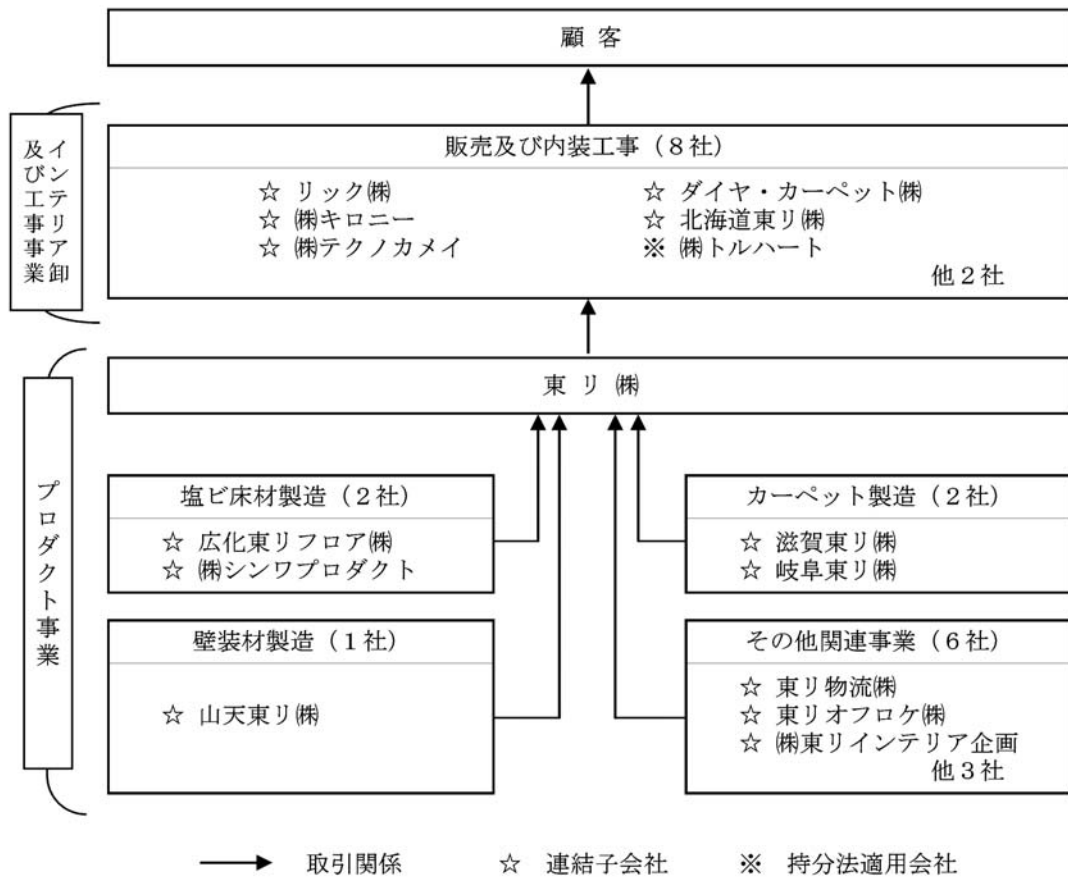 顧 客
インテリア卸
及び工事事業
販売及び内装工事（8社）
☆ リック㈱
☆ ㈱キロニー
☆ ㈱テクノカメイ
☆ ダイヤ・カーペット㈱
☆ 北海道東リ㈱
※ ㈱トルハート
他2社
プロダクト事業
東 リ ㈱
塩ビ床材製造（2社）
☆ 広化東リフロア㈱
☆ ㈱シンワプロダクト
カーペット製造（2社）
☆ 滋賀東リ㈱
☆ 岐阜東リ㈱
壁装材製造（1社）
☆ 山天東リ㈱
その他関連事業（6社）
☆ 東リ物流㈱
☆ 東リオフロケ㈱
☆ ㈱東リインテリア企画
他3社
取引関係 ☆ 連結子会社 ※ 持分法適用会社